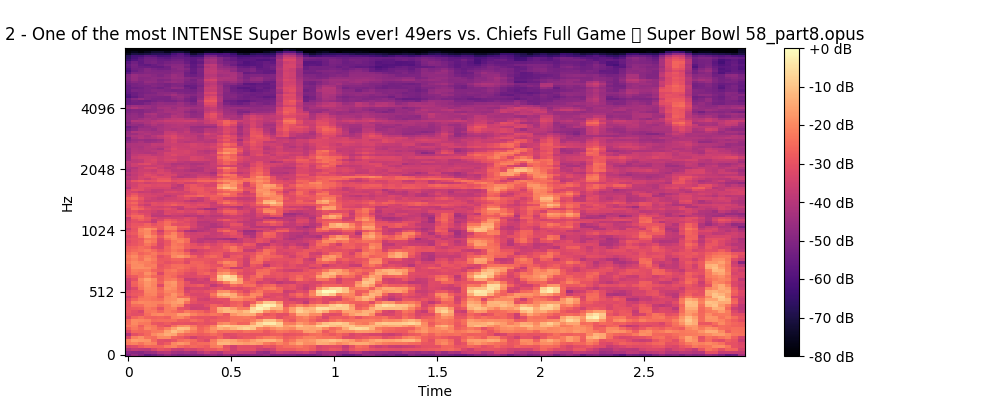 2 - One of the most INTENSE Super Bowls ever! 49ers vs. Chiefs Full Game ▯ Super Bowl 58_part8.opus
+0 dB
-10 dB
-20 dB
-30 dB
-40 dB
-50 dB
-60 dB
-70 dB
-80 dB
4096
2048
1024
512
0
Hz
0
0.5
1
1.5
2
2.5
Time